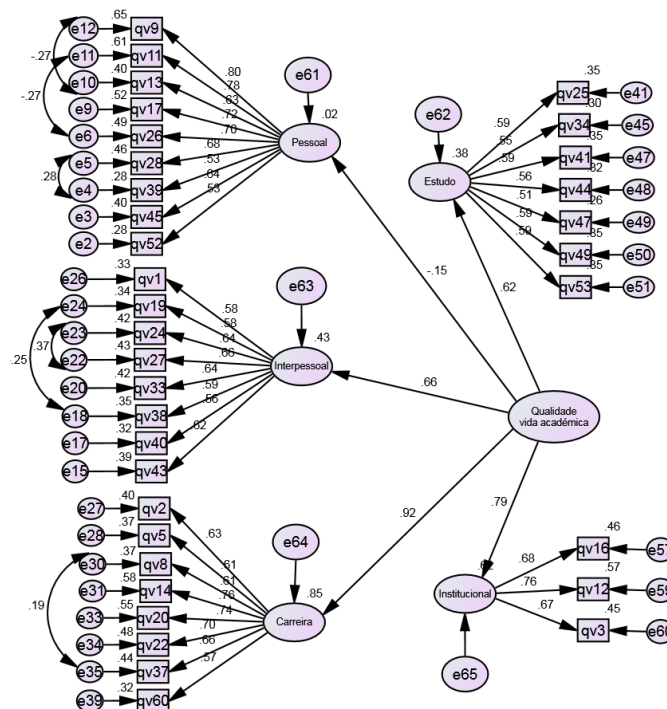 e12
.65
qv9
e11
.61
qv11
-.27
e10
.40
qv13
e9
.52
qv17
-.27
e6
.49
qv26
e5
.46
qv28
.28
e4
.28
qv39
e3
.40
qv45
e2
.28
qv52
.80
.78
.63
.72
.70
.68
.53
.64
.53
e61
.02
Pessoal
e62
.38
Estudo
.59
.55
.59
.56
.51
.59
.59
.35
qv25
e41
.30
qv34
e45
.35
qv41
e47
.32
qv44
e48
.26
qv47
e49
.35
qv49
e50
.35
qv53
e51
-.15
.62
e26
.33
qv1
e24
.34
qv19
e23
.42
qv24
.25
.37
e22
.43
qv27
e20
.42
qv33
e18
.35
qv38
e17
.32
qv40
e15
.39
qv43
.58
.58
.64
.66
.64
.59
.56
.62
e63
.43
Interpessoal
.66
Qualidade
vida académica
.92
.79
e27
.40
qv2
e28
.37
qv5
e30
.37
qv8
e31
.58
qv14
.19
e33
.55
qv20
e34
.48
qv22
e35
.44
qv37
e39
.32
qv60
.63
.61
.61
.76
.74
.70
.66
.57
e64
.85
Carreira
Institucional
e65
.68
.76
.67
.46
qv16
.57
qv12
e59
.45
qv3